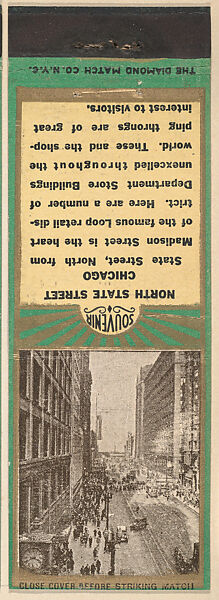 THE DIAMOND MATCH CO. N.Y.C.
NORTH STATE STREET
CHICAGO
State Street, North from
Madison Street is the heart
of the famous Loop retail dis-
trict. Here are a number of
Department Store Buildings
unexcelled throughout the
world. These and the shop-
ping throngs are of great
interest to visitors.
SOUVENIR
CLOSE COVER BEFORE STRIKING MATCH